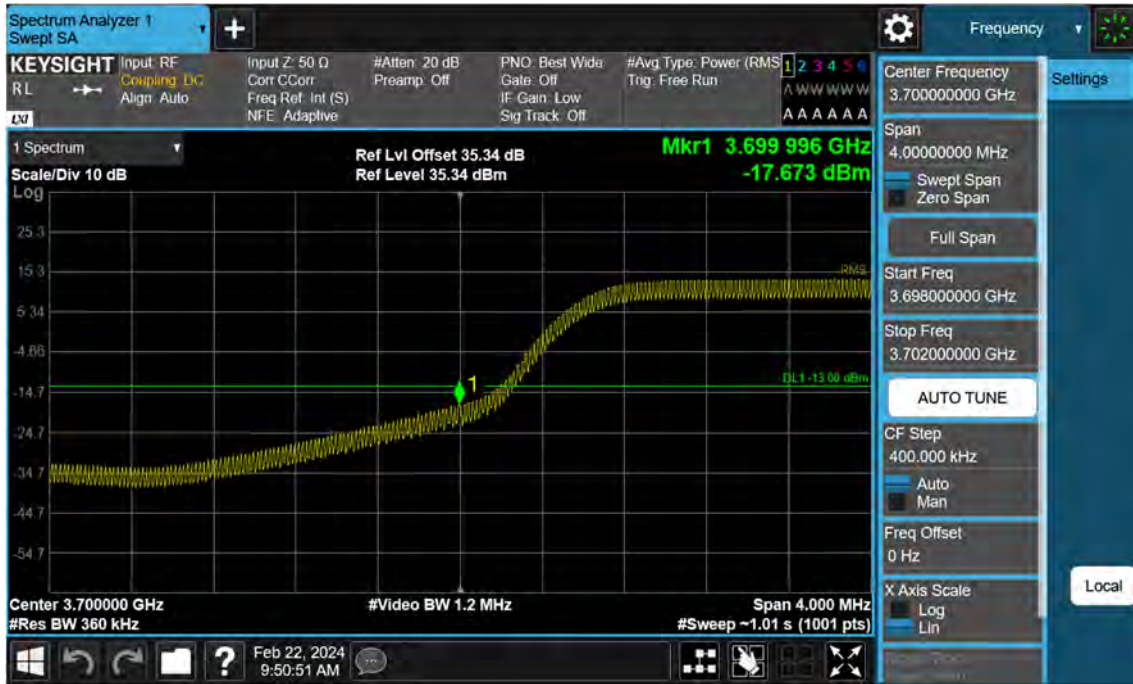 Spectrum Analyzer 1
Swept SA
+
Frequency
KEYSIGHT
RL
LXI
Input: RF
Coupling: DC
Align: Auto
Input Z: 50 Ω
Corr CCorr
Freq Ref: Int (S)
NFE: Adaptive
#Atten: 20 dB
Preamp: Off
PNO: Best Wide
Gate: Off
IF Gain: Low
Sig Track: Off
#Avg Type: Power (RMS
Trig: Free Run
1 2 3 4 5 6
A W W W W W
A A A A A A
Center Frequency
3.700000000 GHz
Settings
Span
4.00000000 MHz
Swept Span
Zero Span
Full Span
Start Freq
3.698000000 GHz
Stop Freq
3.702000000 GHz
AUTO TUNE
CF Step
400.000 kHz
Auto
Man
Freq Offset
0 Hz
X Axis Scale
Log
Lin
Local
1 Spectrum
Scale/Div 10 dB
Ref Lvl Offset 35.34 dB
Ref Level 35.34 dBm
Mkr1 3.699 996 GHz
-17.673 dBm
Log
25.3
15.3
RMS
5.34
-4.66
1
DL1 -13.00 dBm
-14.7
-24.7
-34.7
-44.7
-54.7
Center 3.700000 GHz
#Video BW 1.2 MHz
Span 4.000 MHz
#Res BW 360 kHz
#Sweep ~1.01 s (1001 pts)
?
Feb 22, 2024
9:50:51 AM